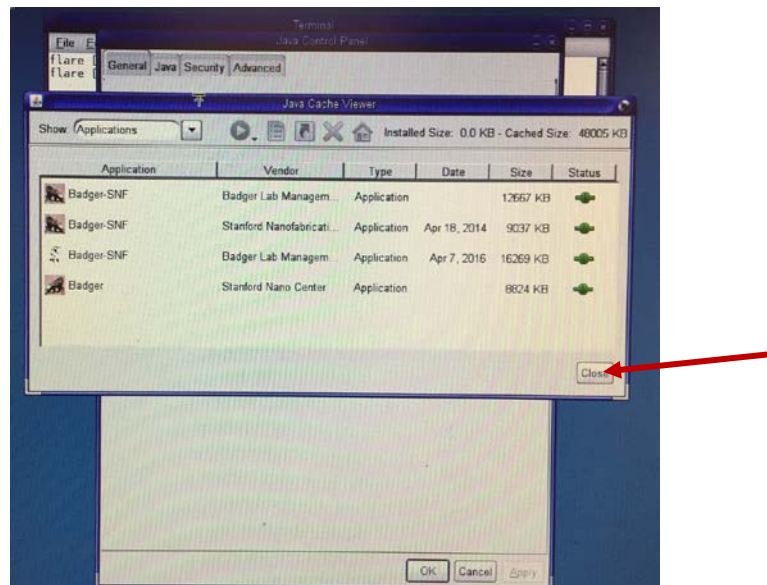 Terminal
Java Control Panel
File E
flare [
flare [
General Java Security Advanced
Java Cache Viewer
Show: Applications Installed Size: 0.0 KB - Cached Size: 48005 KB
Application Vendor Type Date Size Status
Badger-SNF Badger Lab Managem... Application 12667 KB
Badger-SNF Stanford Nanofabricati... Application Apr 18, 2014 9037 KB
Badger-SNF Badger Lab Managem... Application Apr 7, 2016 16269 KB
Badger Stanford Nano Center Application 8824 KB
Close
OK Cancel Apply